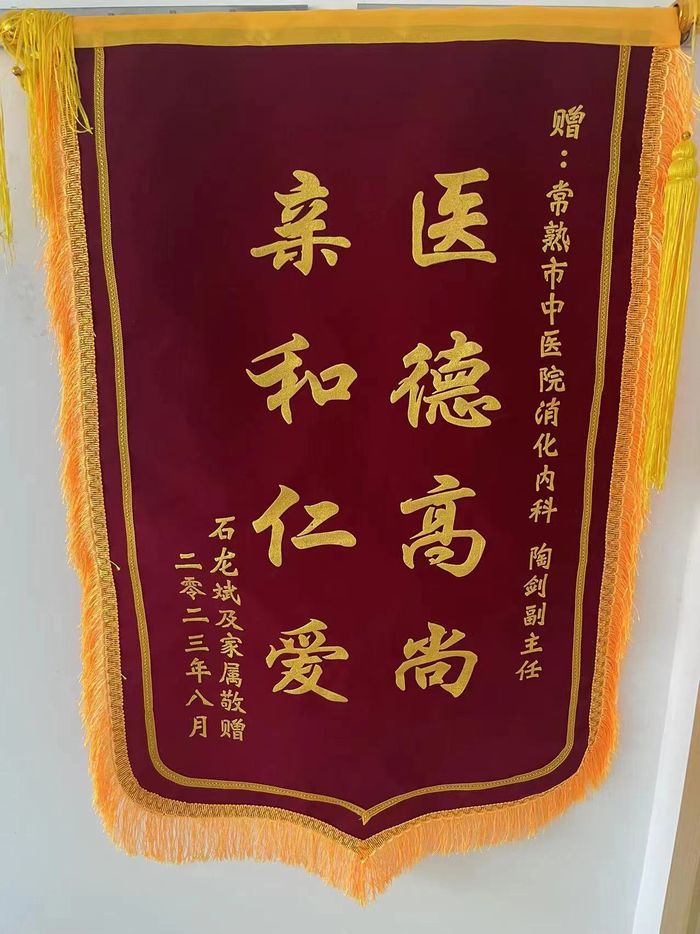 赠：常熟市中医院消化内科 陶剑副主任
医德高尚
亲和仁爱
石龙斌及家属敬赠
二零二三年八月